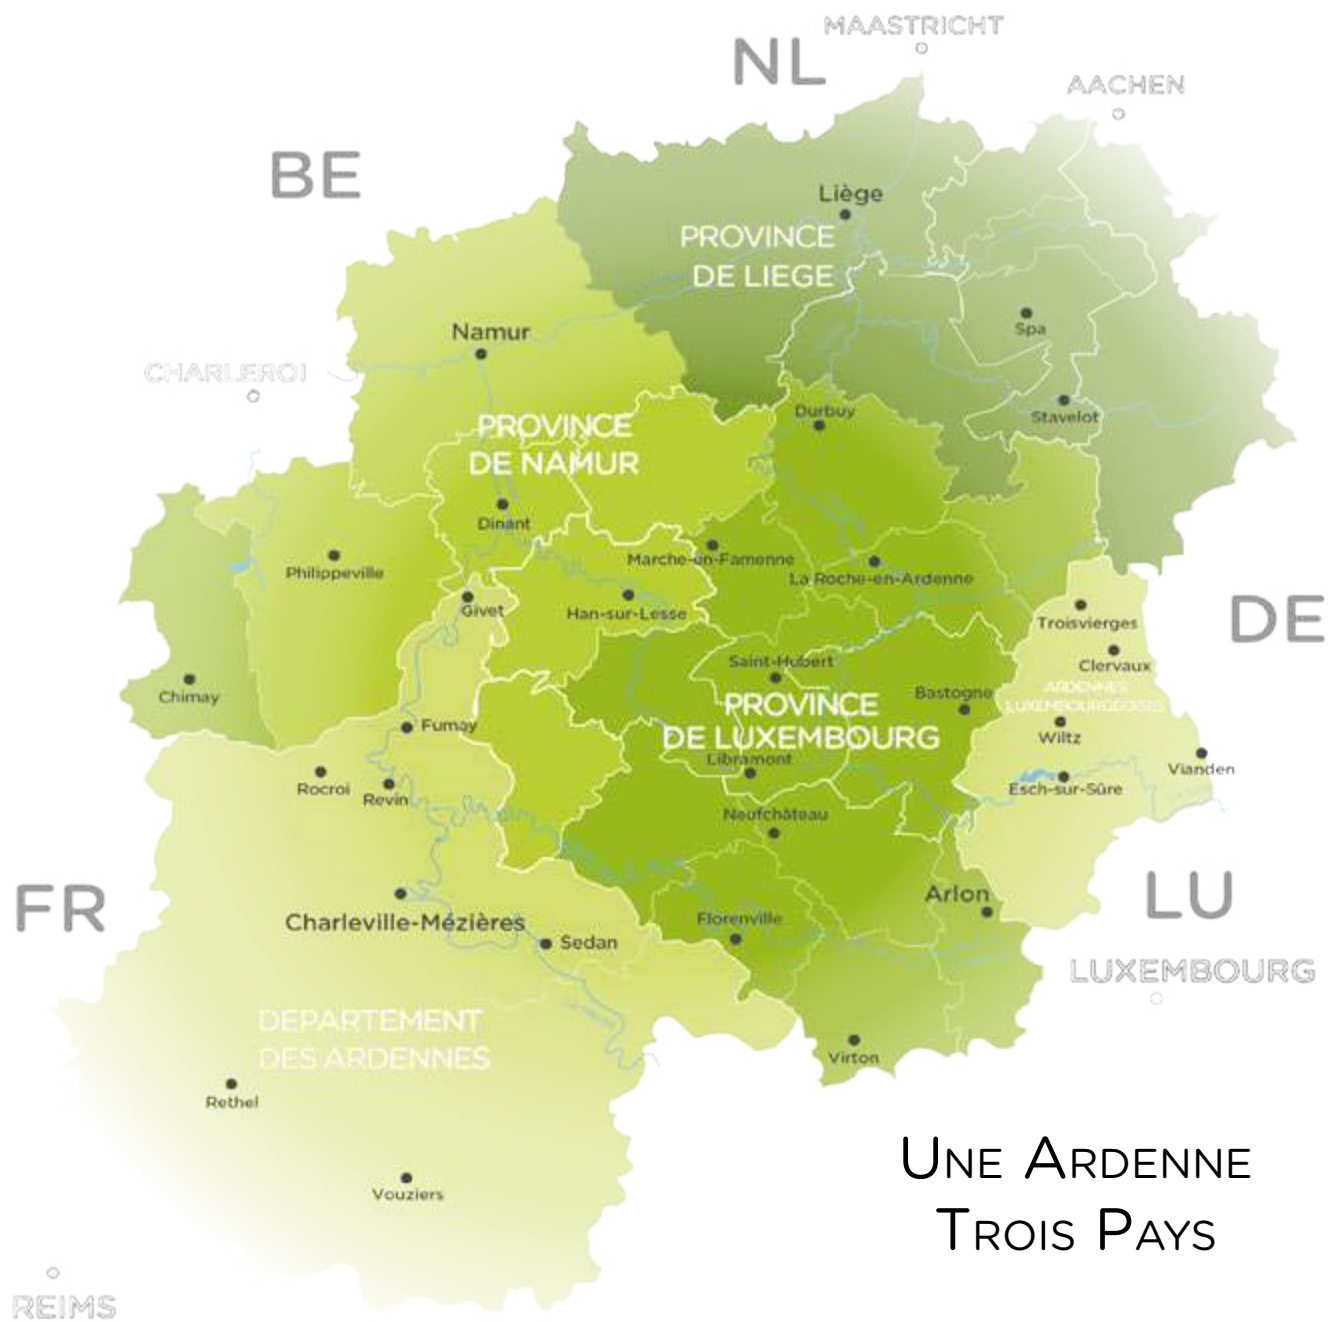 MAASTRICHT
NL
AACHEN
BE
Liège
PROVINCE
DE LIEGE
Spa
Namur
CHARLEROI
Stavelot
Durbuy
PROVINCE
DE NAMUR
Dinant
Philippeville
Marche-en-Famenne
La Roche-en-Ardenne
Givet
Han-sur-Lesse
DE
Troisvierges
Clervaux
Saint-Hubert
Chimay
Bastogne
ARDENNES
LUXEMBOURGEOISES
PROVINCE
DE LUXEMBOURG
Fumay
Wiltz
Libramont
Vianden
Rocroi
Revin
Esch-sur-Sûre
Neufchâteau
FR
LU
Arlon
Charleville-Mézières
Florenville
Sedan
LUXEMBOURG
DEPARTEMENT
DES ARDENNES
Virton
Rethel
Vouziers
UNE ARDENNE
TROIS PAYS
REIMS